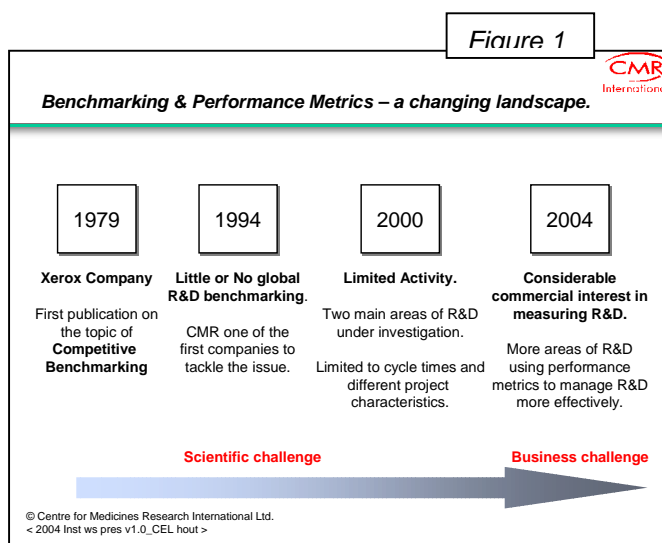 Figure 1
CMR
International
Benchmarking & Performance Metrics – a changing landscape.
1979
1994
2000
2004
Xerox Company
First publication on
the topic of
Competitive
Benchmarking
Little or No global
R&D benchmarking.
CMR one of the
first companies to
tackle the issue.
Limited Activity.
Two main areas of R&D
under investigation.
Limited to cycle times and
different project
characteristics.
Considerable
commercial interest in
measuring R&D.
More areas of R&D
using performance
metrics to manage R&D
more effectively.
Scientific challenge
Business challenge
© Centre for Medicines Research International Ltd.
< 2004 Inst ws pres v1.0_CEL hout >